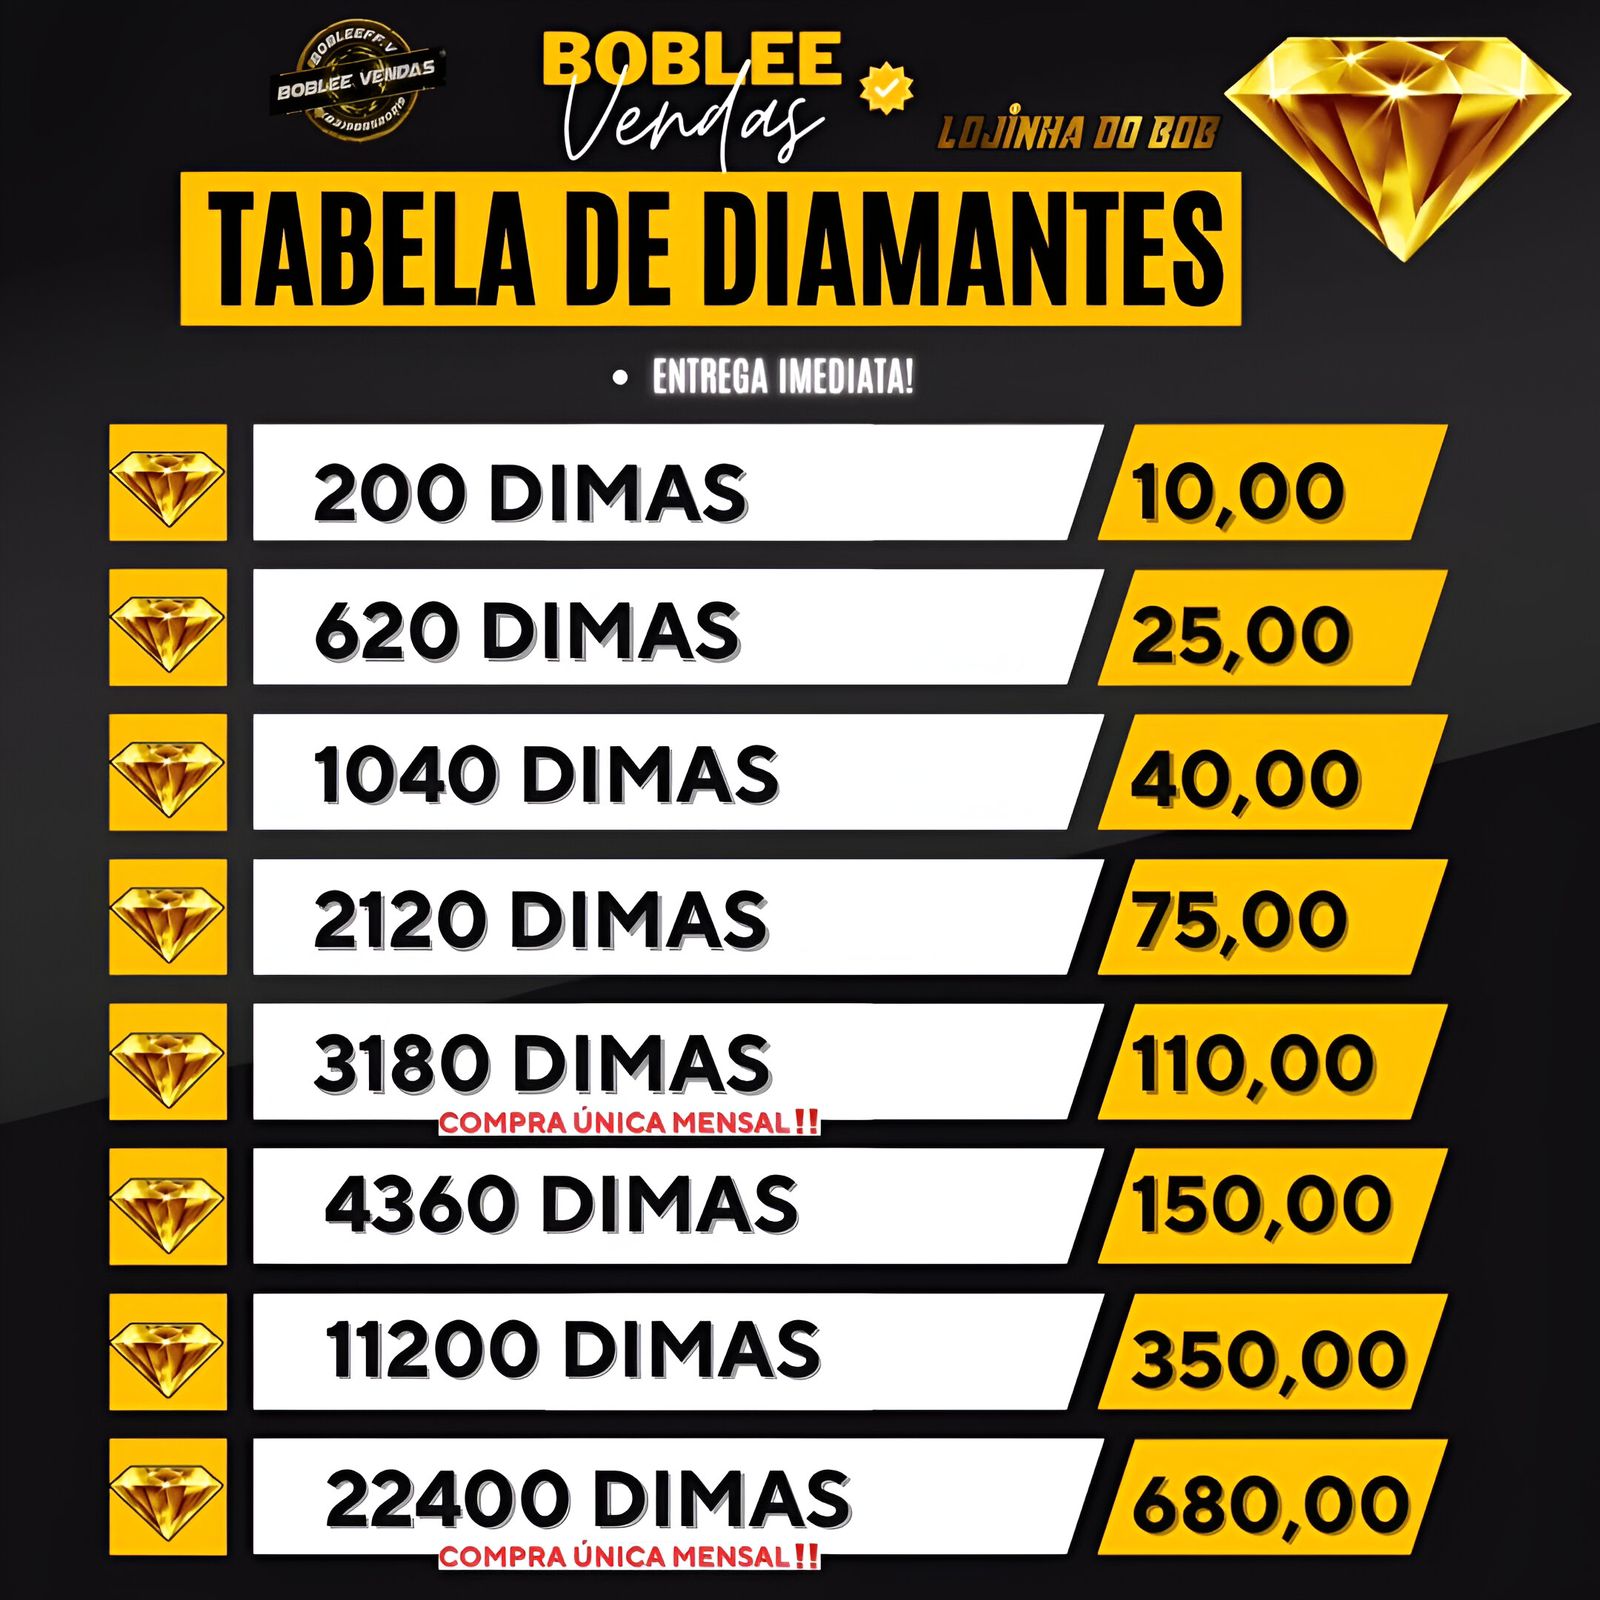 BOBLEEFF.V
BOBLEE VENDAS
BOBLEE
Vendas
LOJINHA DO BOB
TABELA DE DIAMANTES
• ENTREGA IMEDIATA!
200 DIMAS 10,00
620 DIMAS 25,00
1040 DIMAS 40,00
2120 DIMAS 75,00
3180 DIMAS 110,00
COMPRA ÚNICA MENSAL!!
4360 DIMAS 150,00
11200 DIMAS 350,00
22400 DIMAS 680,00
COMPRA ÚNICA MENSAL!!